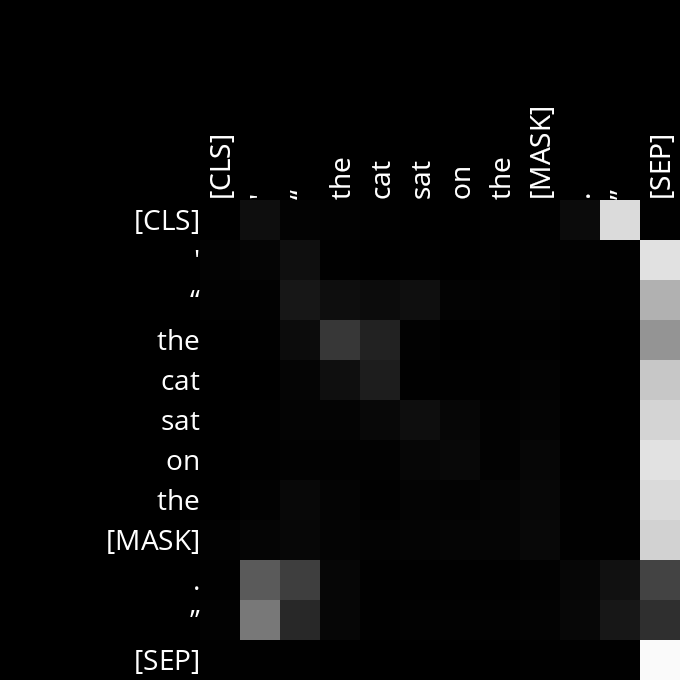 [CLS] ' “ the cat sat on the [MASK] . ” [SEP]
[CLS]
'
“
the
cat
sat
on
the
[MASK]
.
”
[SEP]